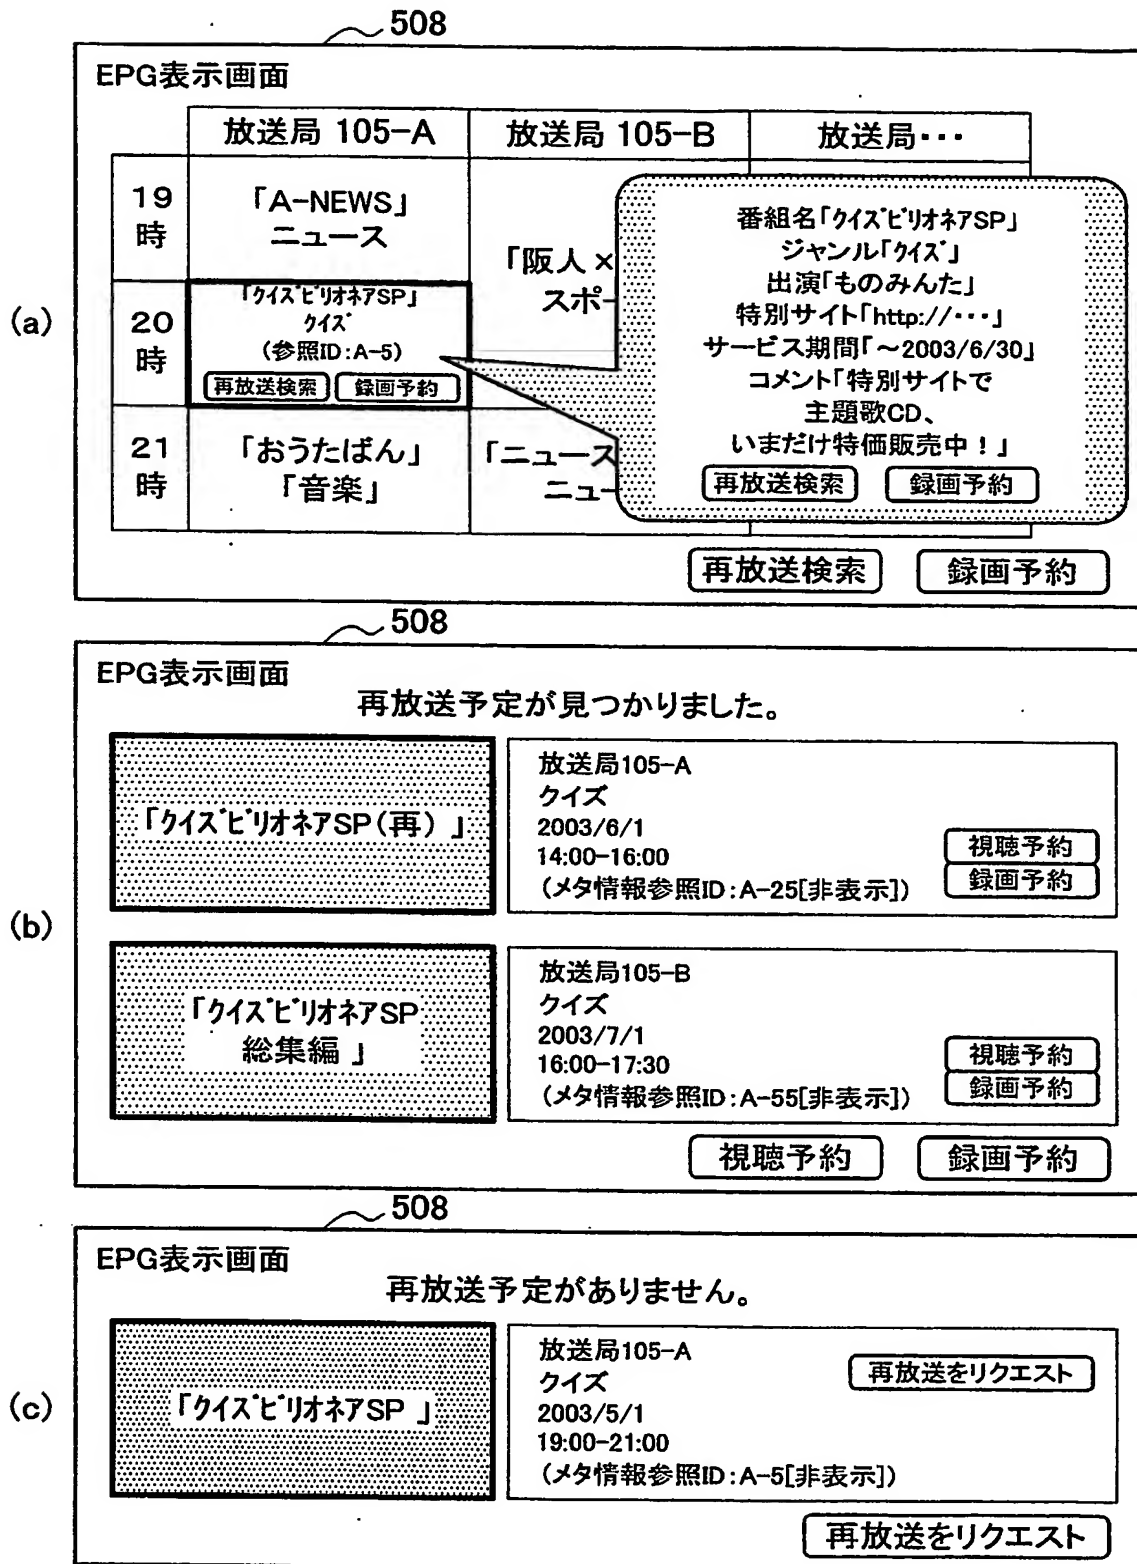 508
EPG表示画面
放送局 105-A
放送局 105-B
放送局・・・
19
時
「A-NEWS」
ニュース
「阪人×
スポー
(a)
20
時
「クイズビリオネアSP」
クイズ
(参照ID:A-5)
再放送検索 録画予約
21
時
「おうたばん」
「音楽」
「ニュース
ニュー
番組名「クイズビリオネアSP」
ジャンル「クイズ」
出演「ものみんた」
特別サイト「http://・・・」
サービス期間「~2003/6/30」
コメント「特別サイトで
主題歌CD、
いまだけ特価販売中!」
再放送検索 録画予約
再放送検索 録画予約
508
EPG表示画面
再放送予定が見つかりました。
(b)
「クイズビリオネアSP(再)」
放送局105-A
クイズ
2003/6/1
14:00-16:00
(メタ情報参照ID:A-25[非表示])
視聴予約
録画予約
「クイズビリオネアSP
総集編 」
放送局105-B
クイズ
2003/7/1
16:00-17:30
(メタ情報参照ID:A-55[非表示])
視聴予約
録画予約
視聴予約 録画予約
508
EPG表示画面
再放送予定がありません。
(c)
「クイズビリオネアSP 」
放送局105-A
クイズ
2003/5/1
19:00-21:00
(メタ情報参照ID:A-5[非表示])
再放送をリクエスト
再放送をリクエスト